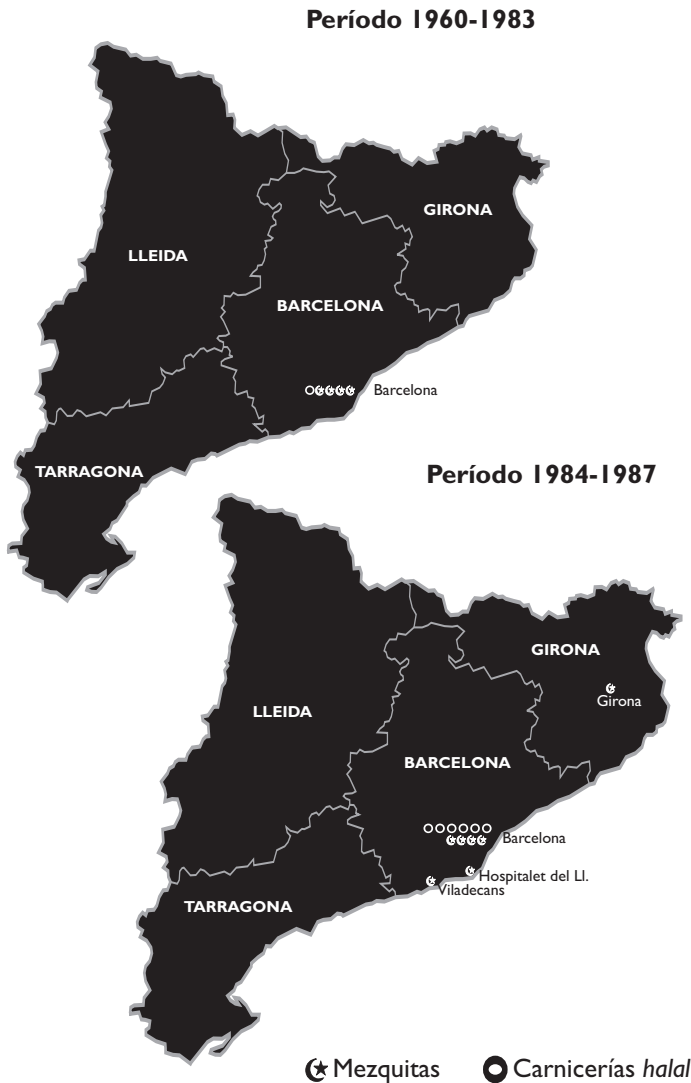 Período 1960-1983
GIRONA
LLEIDA
BARCELONA
Barcelona
TARRAGONA
Período 1984-1987
GIRONA
Girona
LLEIDA
BARCELONA
Barcelona
Hospitalet del Ll.
Viladecans
TARRAGONA
Mezquitas
Carnicerías halal